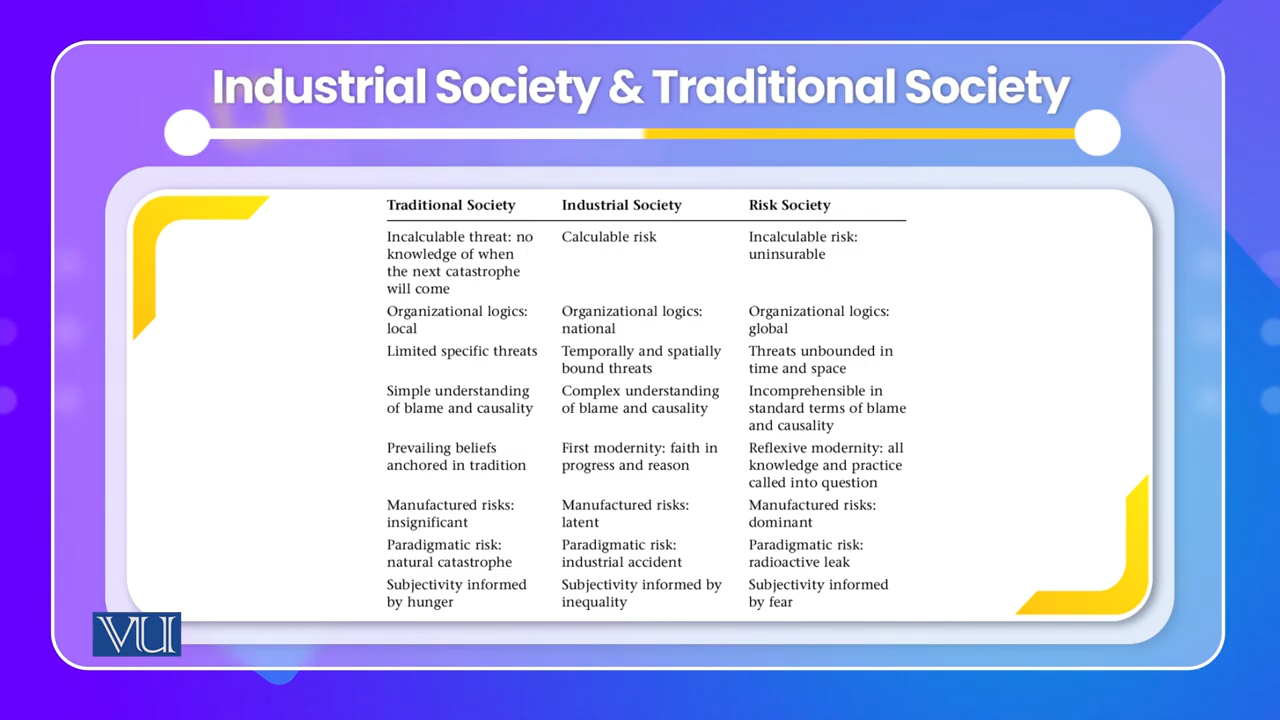 Industrial Society & Traditional Society
Traditional Society Industrial Society Risk Society
Incalculable threat: no Calculable risk Incalculable risk:
knowledge of when uninsurable
the next catastrophe
will come
Organizational logics: Organizational logics: Organizational logics:
local national global
Limited specific threats Temporally and spatially Threats unbounded in
bound threats time and space
Simple understanding Complex understanding Incomprehensible in
of blame and causality of blame and causality standard terms of blame
and causality
Prevailing beliefs First modernity: faith in Reflexive modernity: all
anchored in tradition progress and reason knowledge and practice
called into question
Manufactured risks: Manufactured risks: Manufactured risks:
insignificant latent dominant
Paradigmatic risk: Paradigmatic risk: Paradigmatic risk:
natural catastrophe industrial accident radioactive leak
Subjectivity informed Subjectivity informed by Subjectivity informed
by hunger inequality by fear
VU